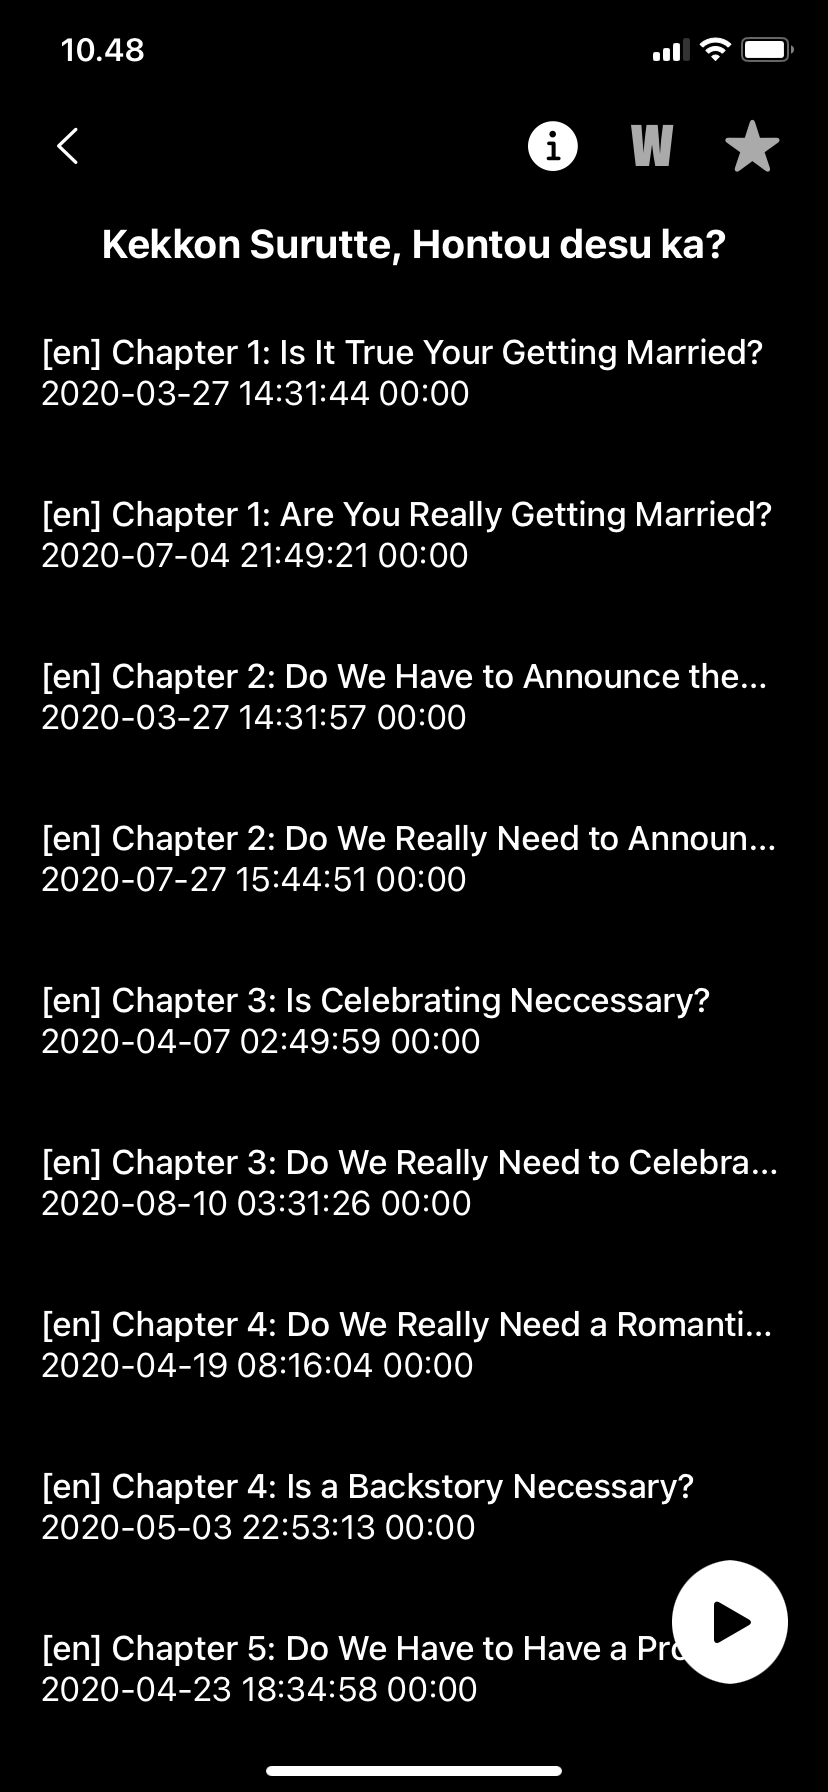 10.48
i W
Kekkon Surutte, Hontou desu ka?
[en] Chapter 1: Is It True Your Getting Married?
2020-03-27 14:31:44 00:00
[en] Chapter 1: Are You Really Getting Married?
2020-07-04 21:49:21 00:00
[en] Chapter 2: Do We Have to Announce the...
2020-03-27 14:31:57 00:00
[en] Chapter 2: Do We Really Need to Announ...
2020-07-27 15:44:51 00:00
[en] Chapter 3: Is Celebrating Neccessary?
2020-04-07 02:49:59 00:00
[en] Chapter 3: Do We Really Need to Celebra...
2020-08-10 03:31:26 00:00
[en] Chapter 4: Do We Really Need a Romanti...
2020-04-19 08:16:04 00:00
[en] Chapter 4: Is a Backstory Necessary?
2020-05-03 22:53:13 00:00
[en] Chapter 5: Do We Have to Have a
2020-04-23 18:34:58 00:00